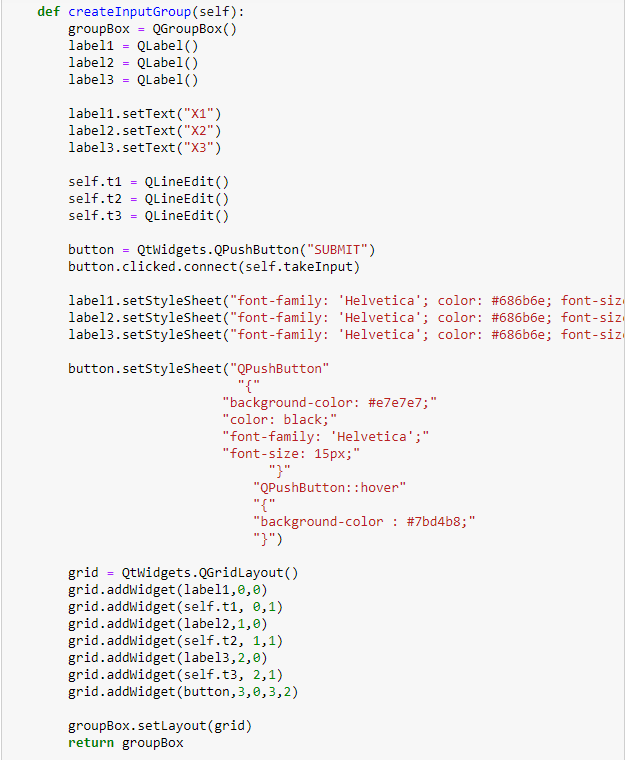 def createInputGroup(self):
groupBox = QGroupBox()
label1 = QLabel()
label2 = QLabel()
label3 = QLabel()
label1.setText("X1")
label2.setText("X2")
label3.setText("X3")
self.t1 = QLineEdit()
self.t2 = QLineEdit()
self.t3 = QLineEdit()
button = QtWidgets.QPushButton("SUBMIT")
button.clicked.connect(self.takeInput)
label1.setStyleSheet("font-family: 'Helvetica'; color: #686b6e; font-siz
label2.setStyleSheet("font-family: 'Helvetica'; color: #686b6e; font-siz
label3.setStyleSheet("font-family: 'Helvetica'; color: #686b6e; font-siz
button.setStyleSheet("QPushButton"
"{"
"background-color: #e7e7e7;"
"color: black;"
"font-family: 'Helvetica';"
"font-size: 15px;"
"}"
"QPushButton::hover"
"{"
"background-color : #7bd4b8;"
"}")
grid = QtWidgets.QGridLayout()
grid.addWidget(label1,0,0)
grid.addWidget(self.t1, 0,1)
grid.addWidget(label2,1,0)
grid.addWidget(self.t2, 1,1)
grid.addWidget(label3,2,0)
grid.addWidget(self.t3, 2,1)
grid.addWidget(button,3,0,3,2)
groupBox.setLayout(grid)
return groupBox